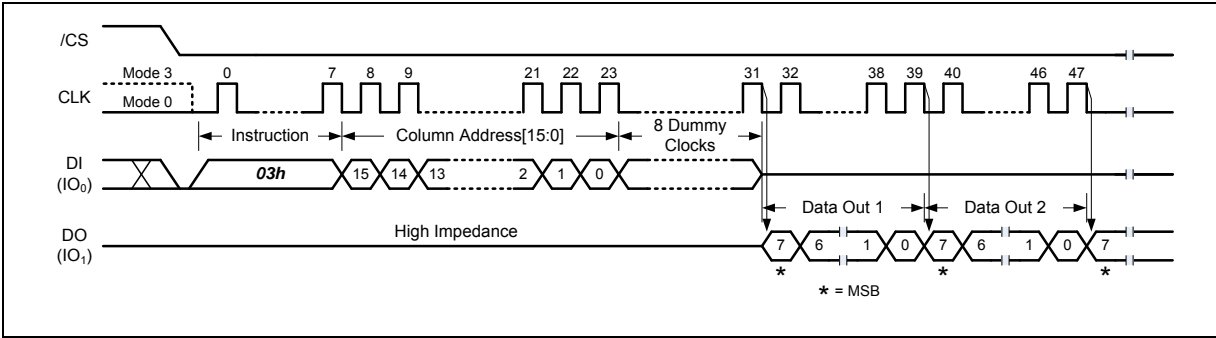 /CS
Mode 3 0 7 8 9 21 22 23 31 32 38 39 40 46 47
CLK
Mode 0
Instruction Column Address[15:0] 8 Dummy
Clocks
DI
(IO0)
03h 15 14 13 2 1 0
Data Out 1 Data Out 2
High Impedance
DO
(IO1)
7 6 1 0 7 6 1 0 7
* * *
* = MSB